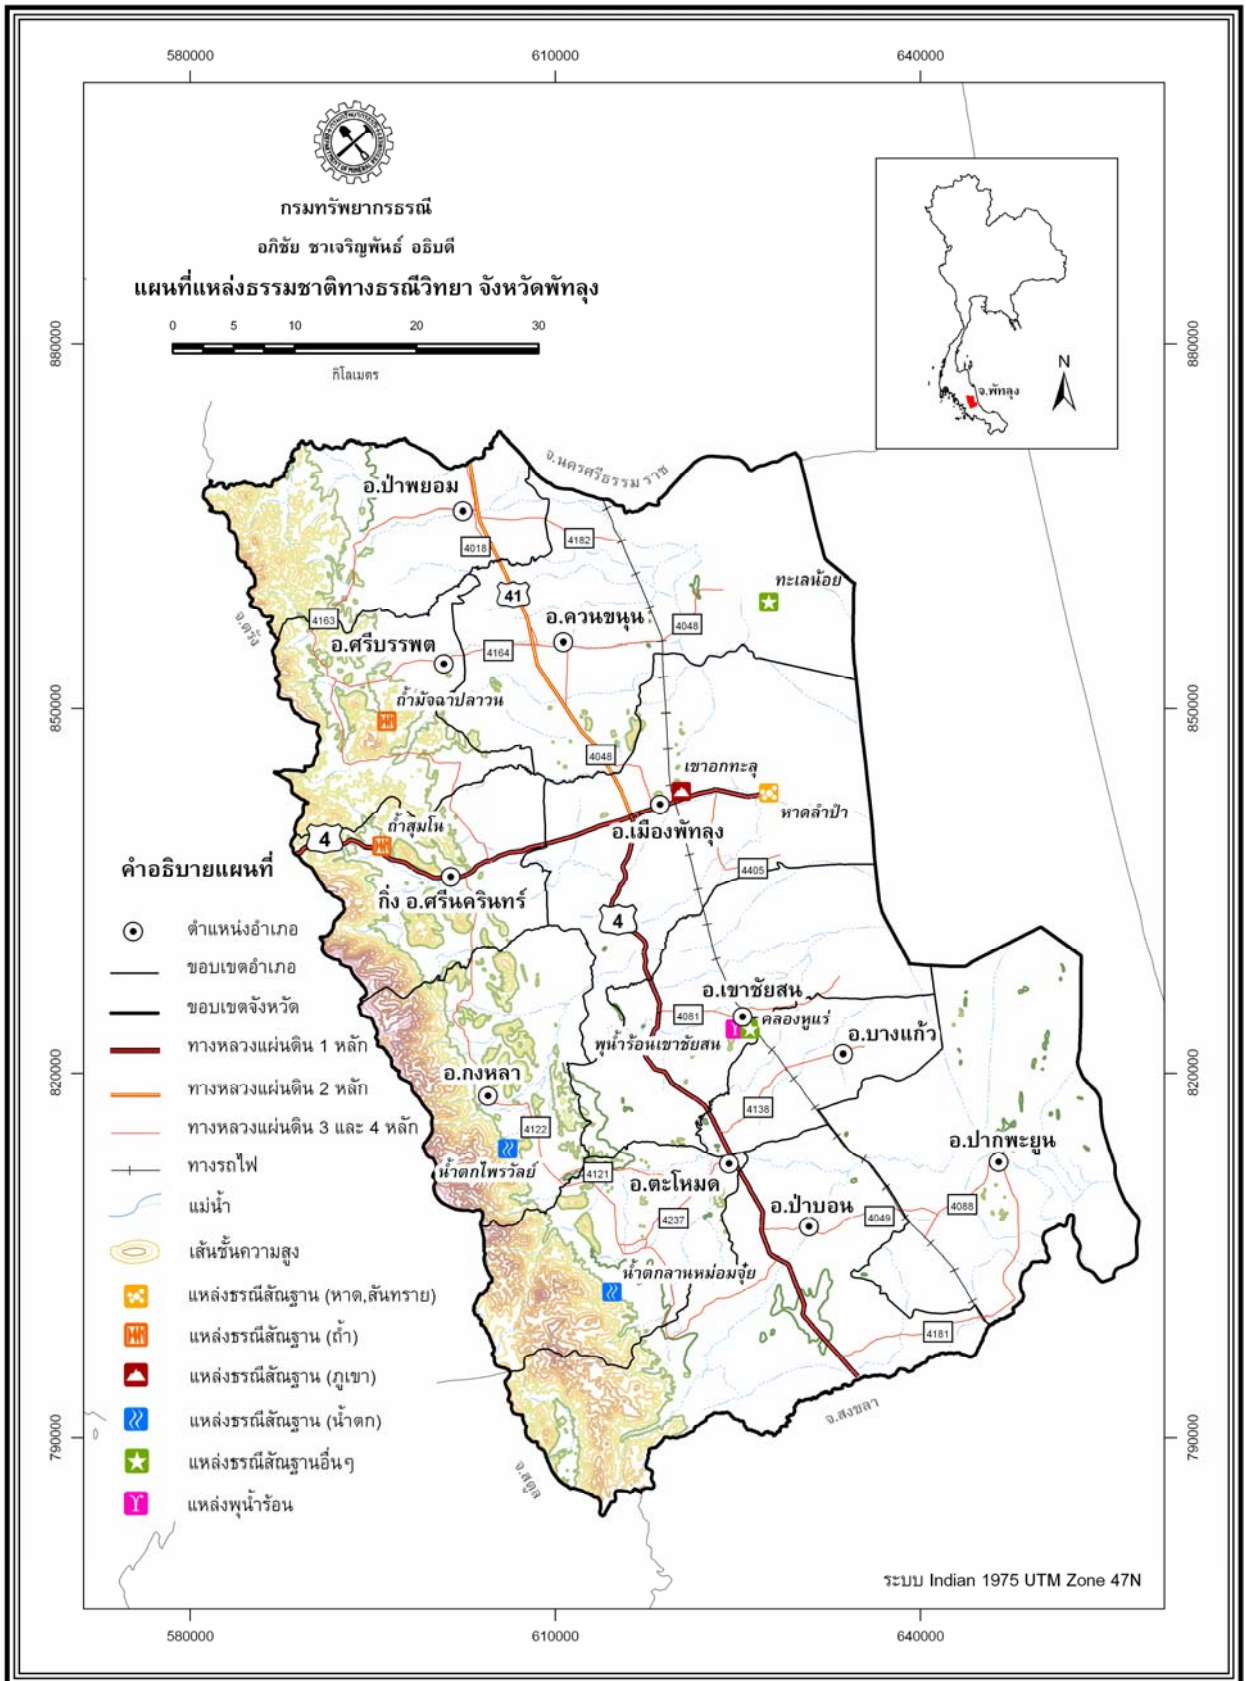 580000 610000 640000
กรมทรัพยากรธรณี
อภิชัย ชวเจริญพันธ์ อธิบดี
แผนที่แหล่งธรรมชาติทางธรณีวิทยา จังหวัดพัทลุง
0 5 10 20 30
กิโลเมตร
880000 880000
N
จ.พัทลุง
จ.นครศรีธรรมราช
อ.ป่าพยอม
4018
4182
41
ทะเลน้อย
4163
จ.ตรัง
อ.ควนขนุน
4048
อ.ศรีบรรพต
4164
ถ้ำมัจฉาปลาวน
850000 850000
4048
เขาอกทะลุ
หาดลำปำ
อ.เมืองพัทลุง
ถ้ำสุมโน
4
4405
กิ่ง อ.ศรีนครินทร์
4
คำอธิบายแผนที่
ตำแหน่งอำเภอ
ขอบเขตอำเภอ
ขอบเขตจังหวัด
ทางหลวงแผ่นดิน 1 หลัก
ทางหลวงแผ่นดิน 2 หลัก
ทางหลวงแผ่นดิน 3 และ 4 หลัก
ทางรถไฟ
แม่น้ำ
เส้นชั้นความสูง
แหล่งธรณีสัณฐาน (หาด,สันทราย)
แหล่งธรณีสัณฐาน (ถ้ำ)
แหล่งธรณีสัณฐาน (ภูเขา)
แหล่งธรณีสัณฐาน (น้ำตก)
แหล่งธรณีสัณฐานอื่นๆ
แหล่งพุน้ำร้อน
อ.เขาชัยสน
4081
คลองหูแร่
พุน้ำร้อนเขาชัยสน
อ.บางแก้ว
820000 820000
อ.กงหลา
4138
4122
น้ำตกไพรวัลย์
4121
อ.ตะโหมด
อ.ปากพะยูน
อ.ป่าบอน
4237
4049
4088
น้ำตกลานหม่อมจุ้ย
4181
จ.สงขลา
790000 790000
จ.สตูล
ระบบ Indian 1975 UTM Zone 47N
580000 610000 640000